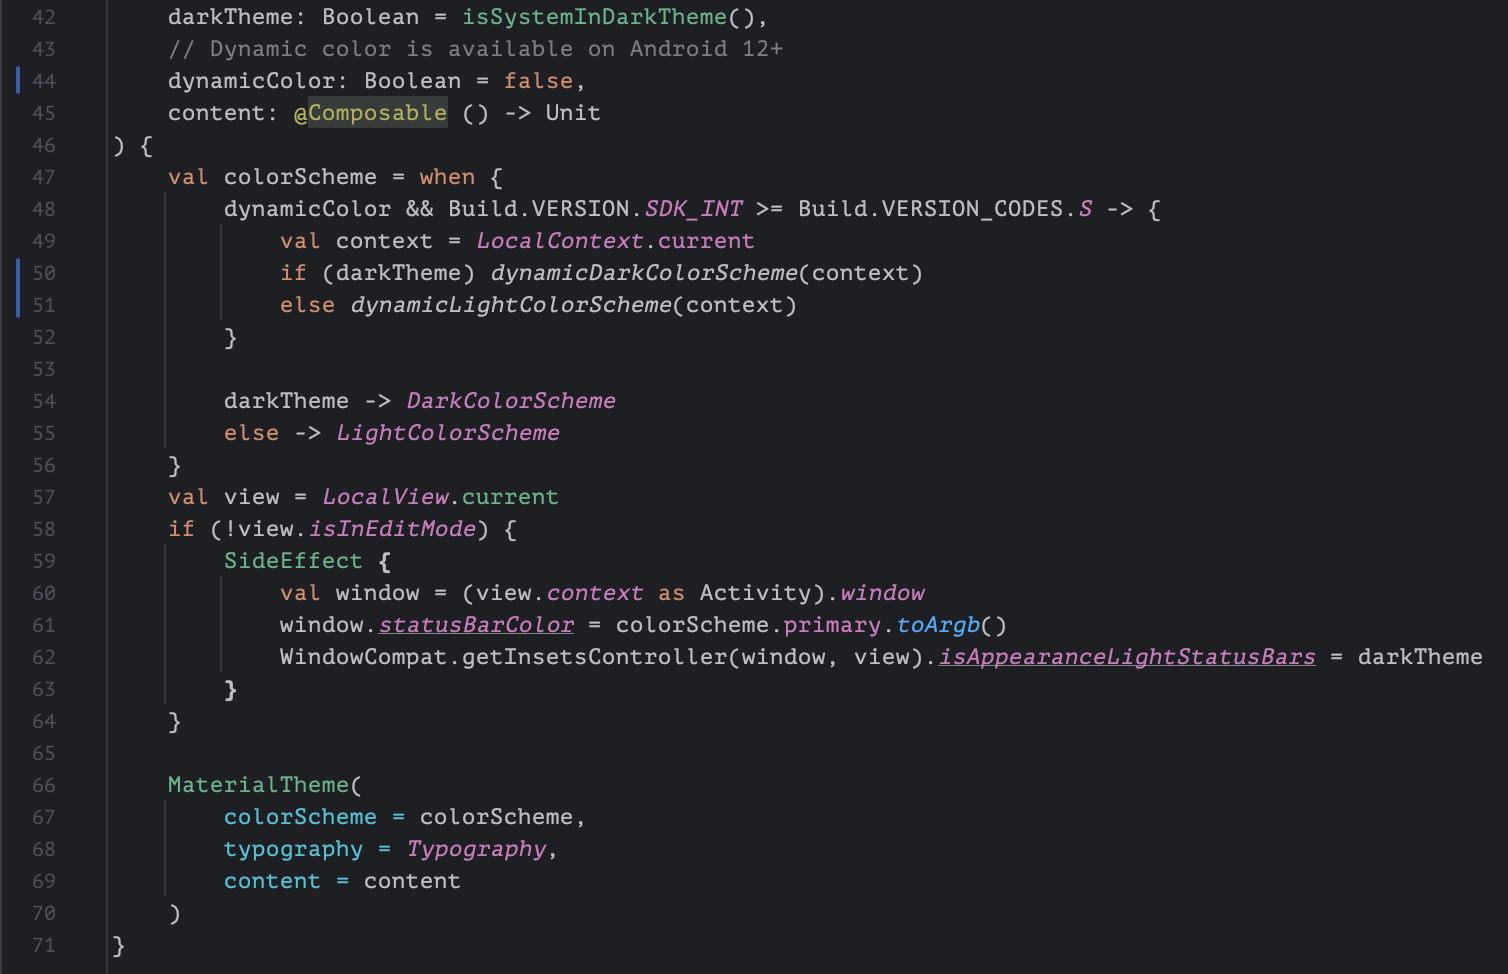 42 darkTheme: Boolean = isSystemInDarkTheme(),
43 // Dynamic color is available on Android 12+
44 dynamicColor: Boolean = false,
45 content: @Composable () -> Unit
46 ) {
47 val colorScheme = when {
48 dynamicColor && Build.VERSION.SDK_INT >= Build.VERSION_CODES.S -> {
49 val context = LocalContext.current
50 if (darkTheme) dynamicDarkColorScheme(context)
51 else dynamicLightColorScheme(context)
52 }
53
54 darkTheme -> DarkColorScheme
55 else -> LightColorScheme
56 }
57 val view = LocalView.current
58 if (!view.isInEditMode) {
59 SideEffect {
60 val window = (view.context as Activity).window
61 window.statusBarColor = colorScheme.primary.toArgb()
62 WindowCompat.getInsetsController(window, view).isAppearanceLightStatusBars = darkTheme
63 }
64 }
65
66 MaterialTheme(
67 colorScheme = colorScheme,
68 typography = Typography,
69 content = content
70 )
71 }